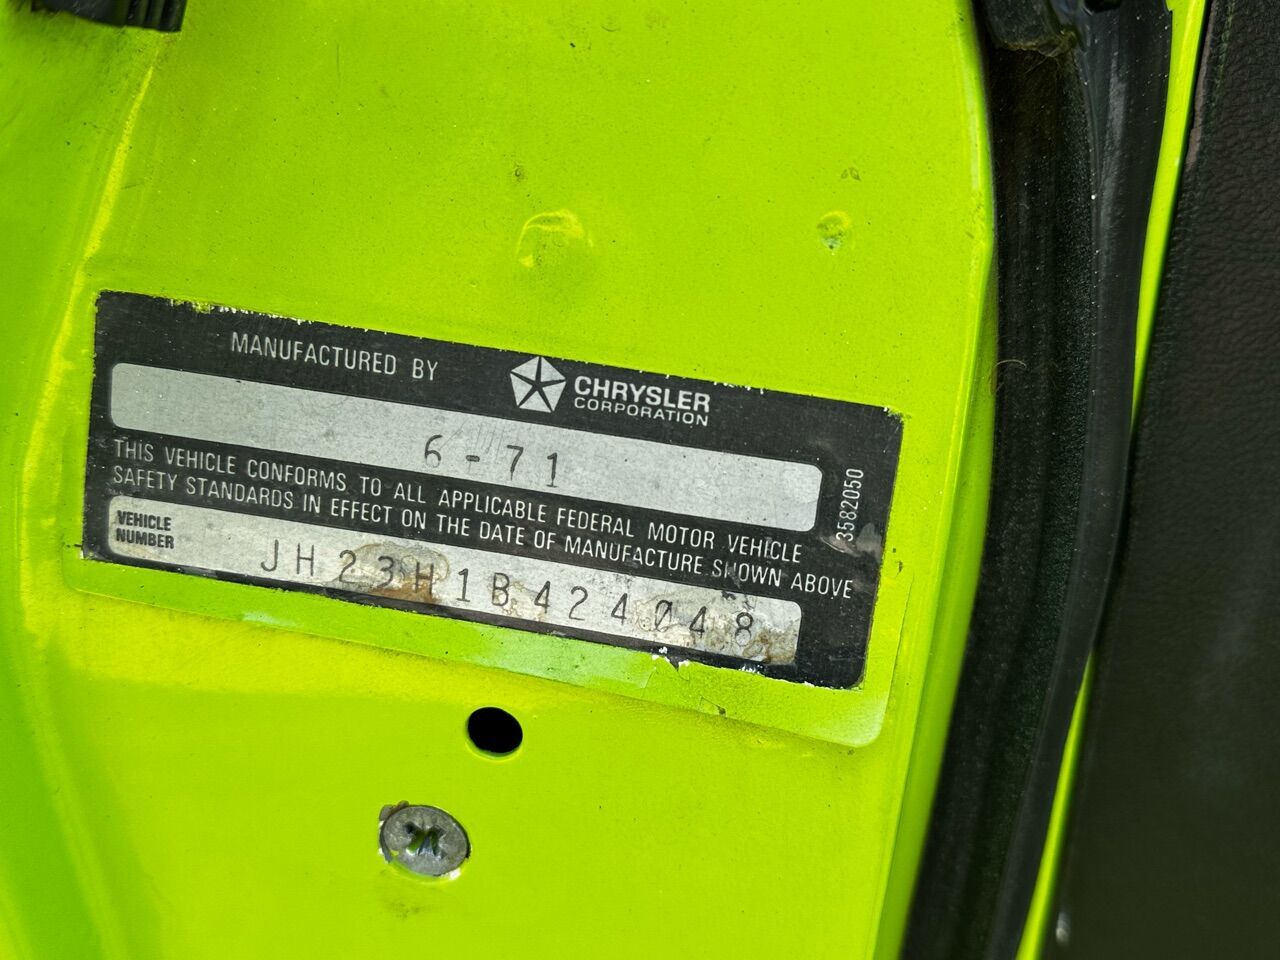 MANUFACTURED BY
CHRYSLER
CORPORATION
6-71
THIS VEHICLE CONFORMS TO ALL APPLICABLE FEDERAL MOTOR VEHICLE
SAFETY STANDARDS IN EFFECT ON THE DATE OF MANUFACTURE SHOWN ABOVE
VEHICLE
NUMBER
JH23H1B424048
3582050